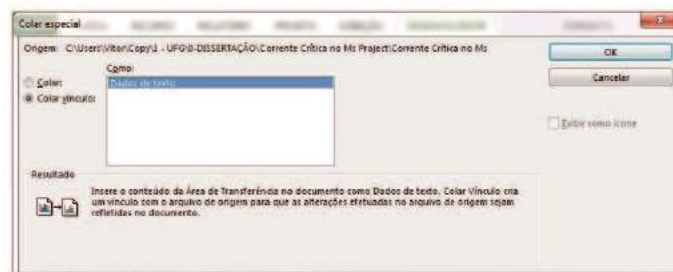 Colar especial
Origem: C:\Users\Vitor\Copy\1 - UFG\0-DISSERTAÇÃO\Corrente Crítica no Ms Project\Corrente Crítica no Ms
Como:
Colar:
Colar vínculo:
Dados de texto
OK
Cancelar
Exibir como ícone
Resultado
Insere o conteúdo da Área de Transferência no documento como Dados de texto. Colar Vínculo cria
um vínculo com o arquivo de origem para que as alterações efetuadas no arquivo de origem sejam
refletidas no documento.